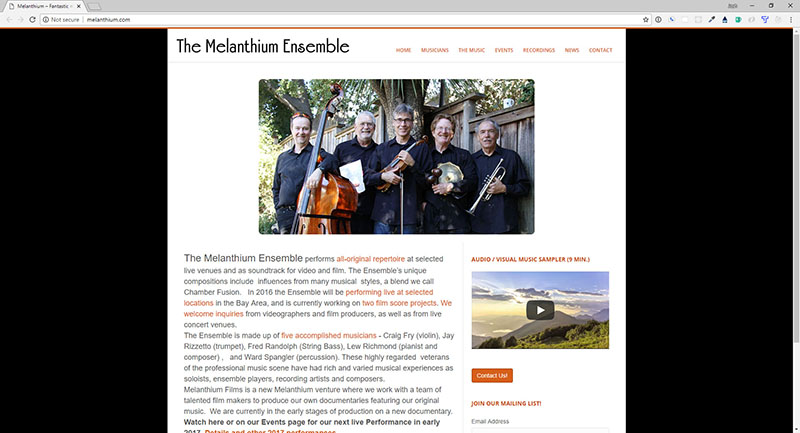 Melanthium – Fantastic
Not secure | melanthium.com
The Melanthium Ensemble
HOME MUSICIANS THE MUSIC EVENTS RECORDINGS NEWS CONTACT
The Melanthium Ensemble performs all-original repertoire at selected
live venues and as soundtrack for video and film. The Ensemble's unique
compositions include influences from many musical styles, a blend we call
Chamber Fusion. In 2016 the Ensemble will be performing live at selected
locations in the Bay Area, and is currently working on two film score projects. We
welcome inquiries from videographers and film producers, as well as from live
concert venues.
The Ensemble is made up of five accomplished musicians - Craig Fry (violin), Jay
Rizzetto (trumpet), Fred Randolph (String Bass), Lew Richmond (pianist and
composer) , and Ward Spangler (percussion). These highly regarded veterans
of the professional music scene have had rich and varied musical experiences as
soloists, ensemble players, recording artists and composers.
Melanthium Films is a new Melanthium venture where we work with a team of
talented film makers to produce our own documentaries featuring our original
music. We are currently in the early stages of production on a new documentary.
Watch here or on our Events page for our next live Performance in early
2017. Details and other 2017 performances
AUDIO / VISUAL MUSIC SAMPLER (9 MIN.)
Contact Us!
JOIN OUR MAILING LIST!
Email Address